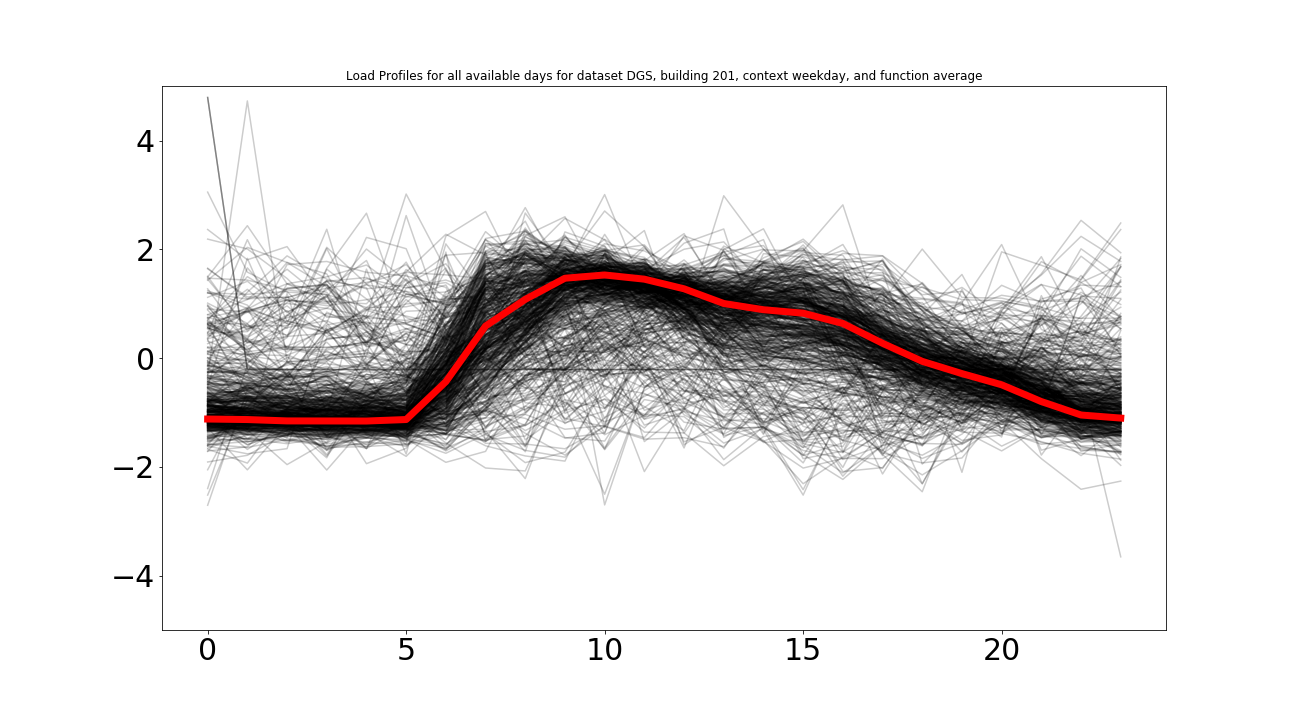 Load Profiles for all available days for dataset DGS, building 201, context weekday, and function average
4
2
0
−2
−4
0 5 10 15 20